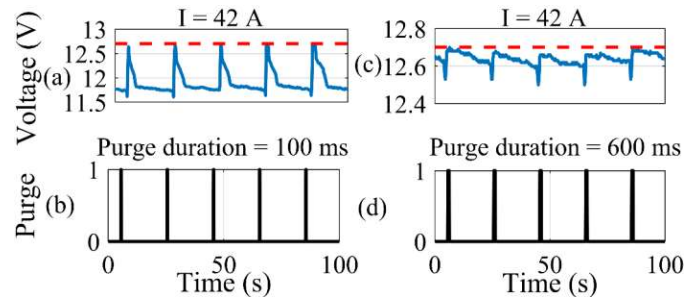 I = 42 A
I = 42 A
Voltage (V)
13
12.5
12
11.5
(a)
12.8
12.6
12.4
(c)
Purge duration = 100 ms
Purge duration = 600 ms
Purge
1
0
(b)
1
0
(d)
0 50 100
0 50 100
Time (s)
Time (s)